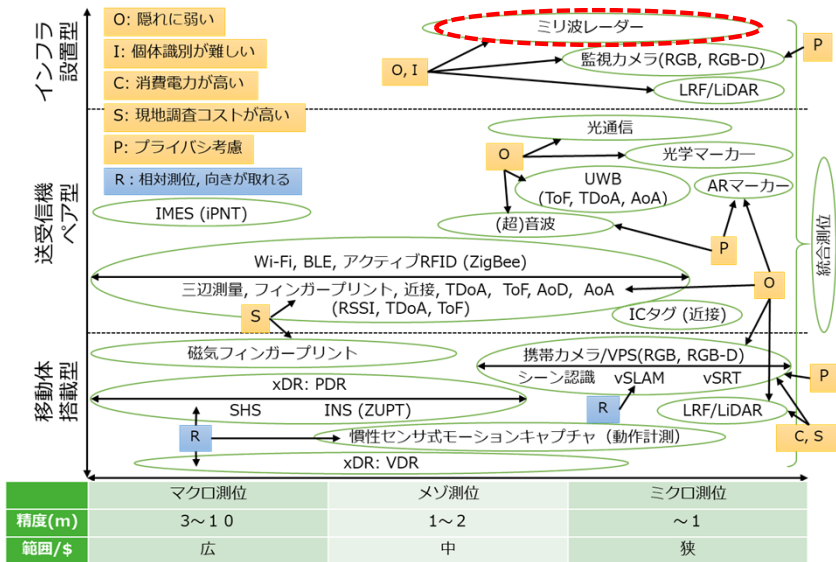 インフラ
設置型
O: 隠れに弱い
I: 個体識別が難しい
C: 消費電力が高い
S: 現地調査コストが高い
P: プライバシ考慮
R：相対測位, 向きが取れる
ミリ波レーダー
P
O, I
監視カメラ(RGB, RGB-D)
LRF/LiDAR
送受信機
ペア型
光通信
O
光学マーカー
UWB
(ToF, TDoA, AoA)
ARマーカー
IMES (iPNT)
(超)音波
P
統合測位
Wi-Fi, BLE, アクティブRFID (ZigBee)
三辺測量, フィンガープリント, 近接, TDoA, ToF, AoD, AoA
(RSSI, TDoA, ToF)
O
S
ICタグ (近接)
移動体
搭載型
磁気フィンガープリント
携帯カメラ/VPS(RGB, RGB-D)
シーン認識 vSLAM vSRT
P
xDR: PDR
SHS INS (ZUPT)
R
LRF/LiDAR
R
慣性センサ式モーションキャプチャ（動作計測）
C, S
xDR: VDR
マクロ測位 メゾ測位 ミクロ測位
精度(m) 3～１０ 1～2 ～1
範囲/$ 広 中 狭